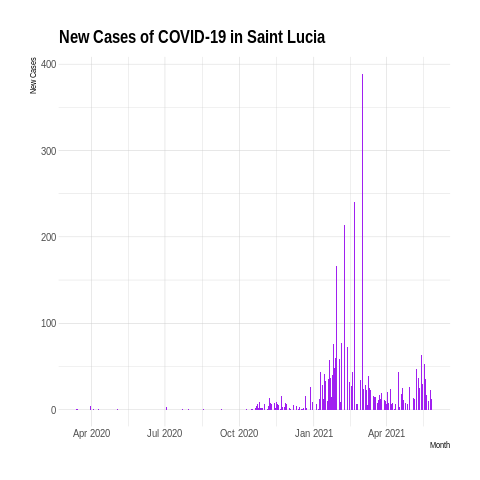 New Cases of COVID-19 in Saint Lucia
New Cases
400
300
200
100
0
Apr 2020 Jul 2020 Oct 2020 Jan 2021 Apr 2021
Month